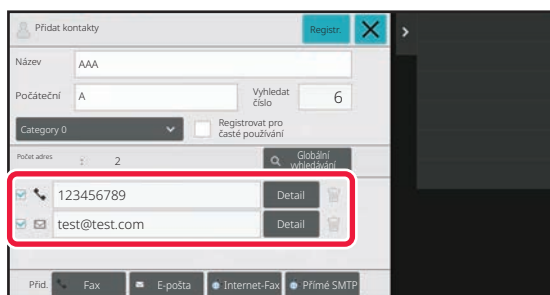 Přidat kontakty
Registr.
Název AAA
Počáteční A Vyhledat číslo 6
Category 0 Registrovat pro časté používání
Počet adres : 2 Globální vyhledávání
123456789 Detail
test@test.com Detail
Přid. Fax E-pošta Internet-Fax Přímé SMTP